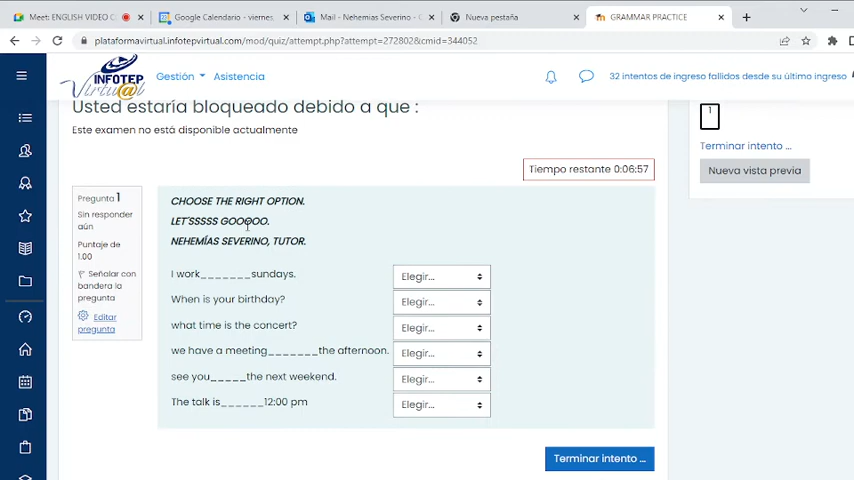 Meet: ENGLISH VIDEO C
Google Calendario - viernes
Mail - Nehemias Severino - C
Nueva pestaña
GRAMMAR PRACTICE
plataformavirtual.infotepvirtual.com/mod/quiz/attempt.php?attempt=272802&cmid=344052
INFOTEP
Virtu@l
Gestión
Asistencia
32 intentos de ingreso fallidos desde su último ingreso
Usted estaría bloqueado debido a que :
Este examen no está disponible actualmente
1
Terminar intento ...
Nueva vista previa
Tiempo restante 0:06:57
Pregunta 1
Sin responder
aún
Puntaje de
1.00
Señalar con
bandera la
pregunta
Editar
pregunta
CHOOSE THE RIGHT OPTION.
LET'SSSSS GOOOOO.
NEHEMÍAS SEVERINO, TUTOR.
I work_______sundays.
Elegir...
When is your birthday?
Elegir...
what time is the concert?
Elegir...
we have a meeting_______the afternoon.
Elegir...
see you_____the next weekend.
Elegir...
The talk is______12:00 pm
Elegir...
Terminar intento ...